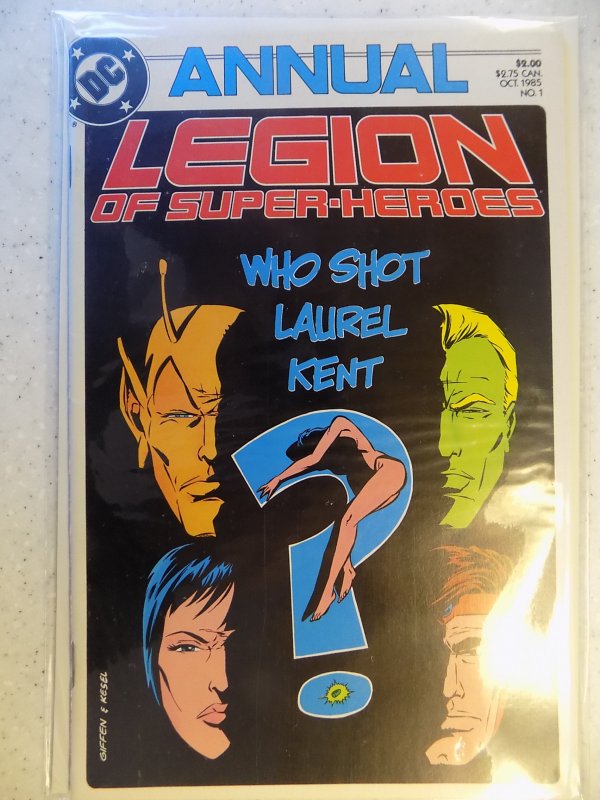 DC
ANNUAL
$2.00
$2.75 CAN.
OCT. 1985
NO. 1
LEGION
OF SUPER-HEROES
WHO SHOT
LAUREL
KENT
?
GIFFEN & KESEL